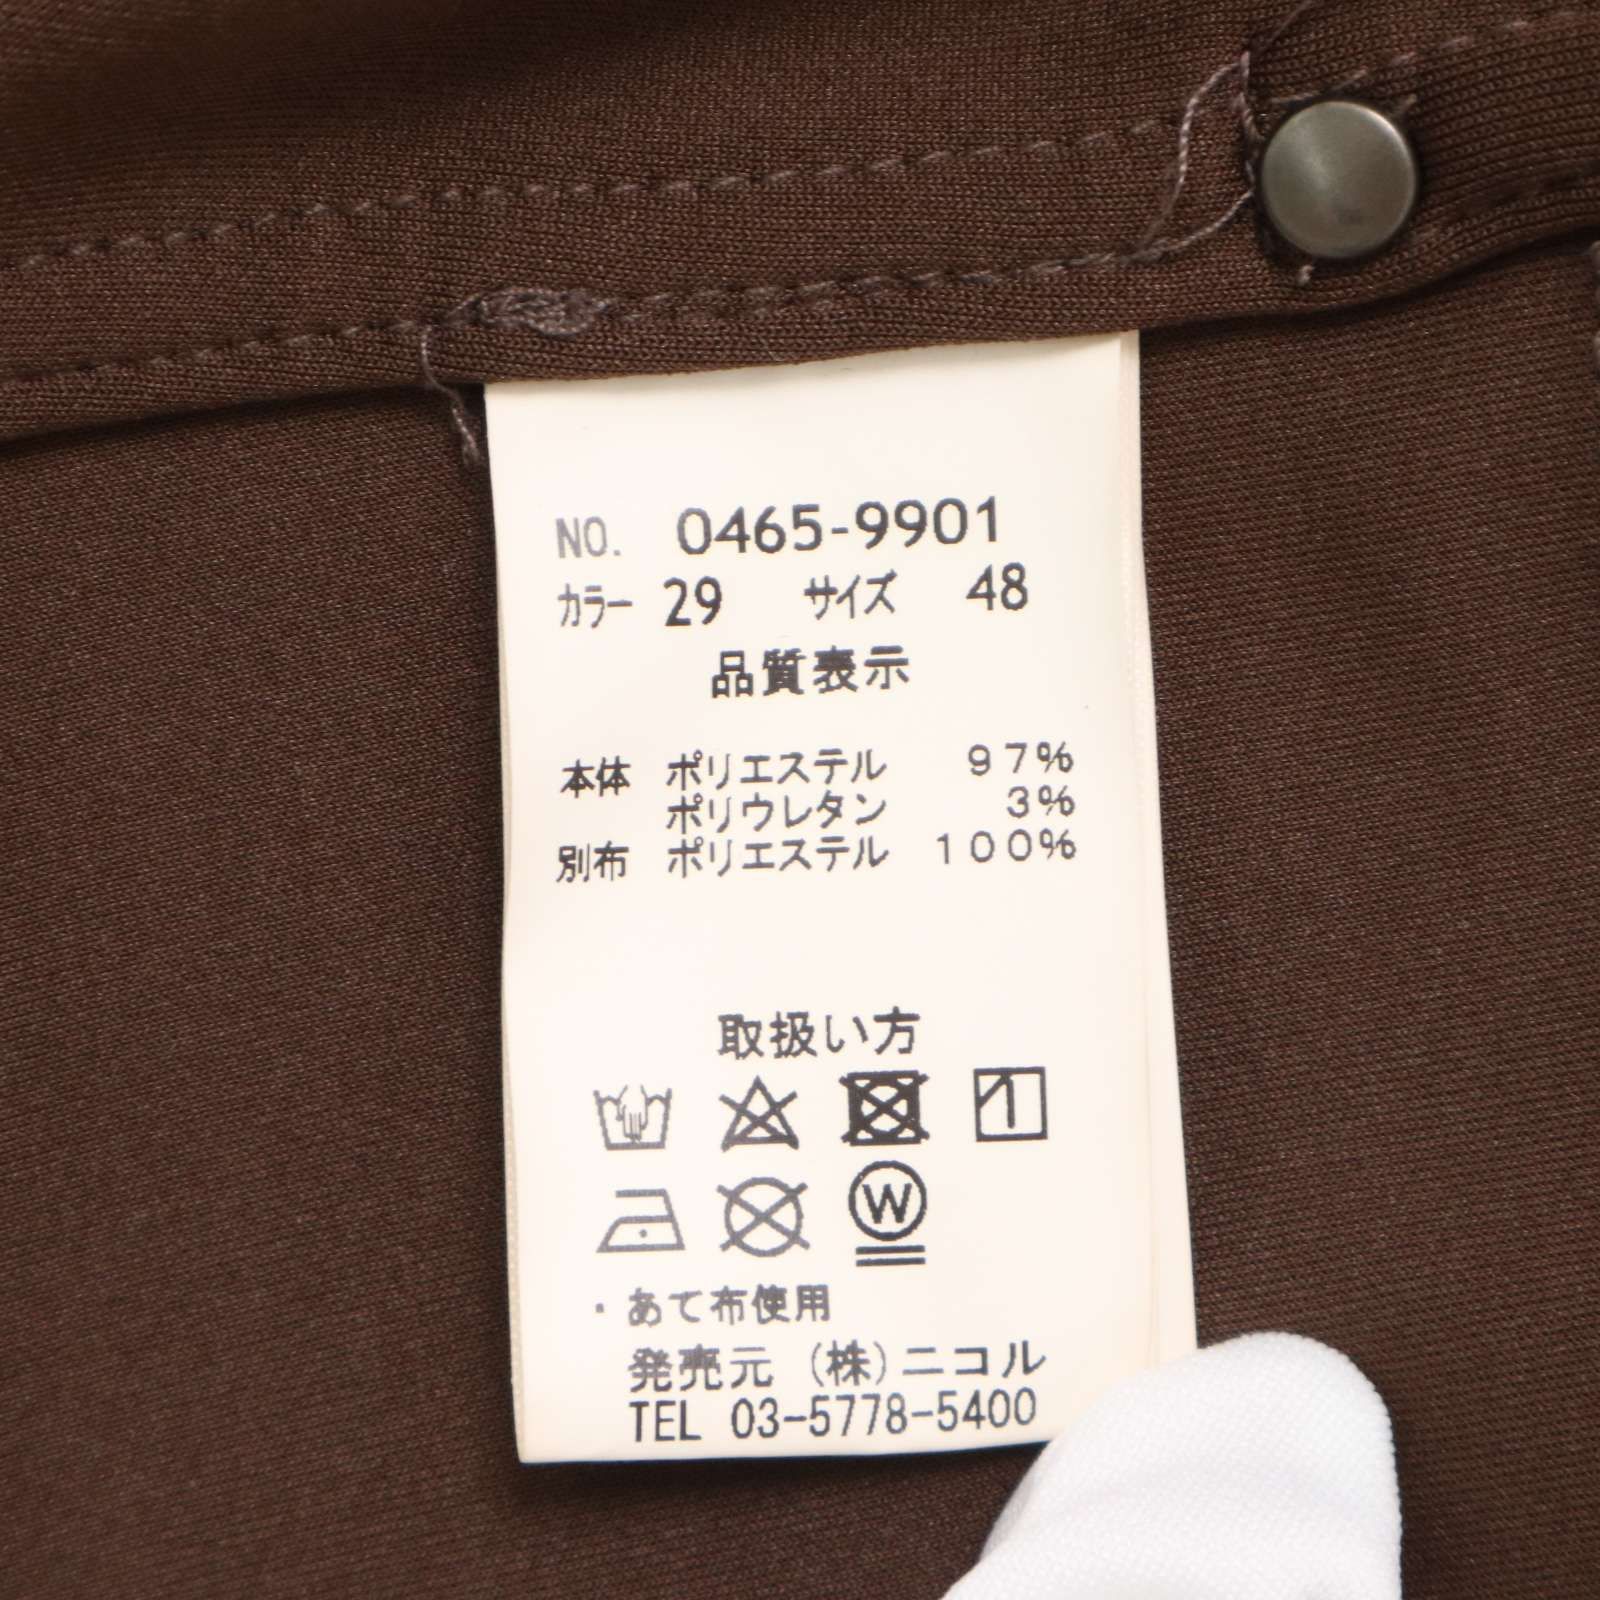 NO. 0465-9901
カラー 29 サイズ 48
品質表示
本体 ポリエステル 97%
ポリウレタン 3%
別布 ポリエステル 100%
取扱い方
W
・あて布使用
発売元 (株)ニコル
TEL 03-5778-5400